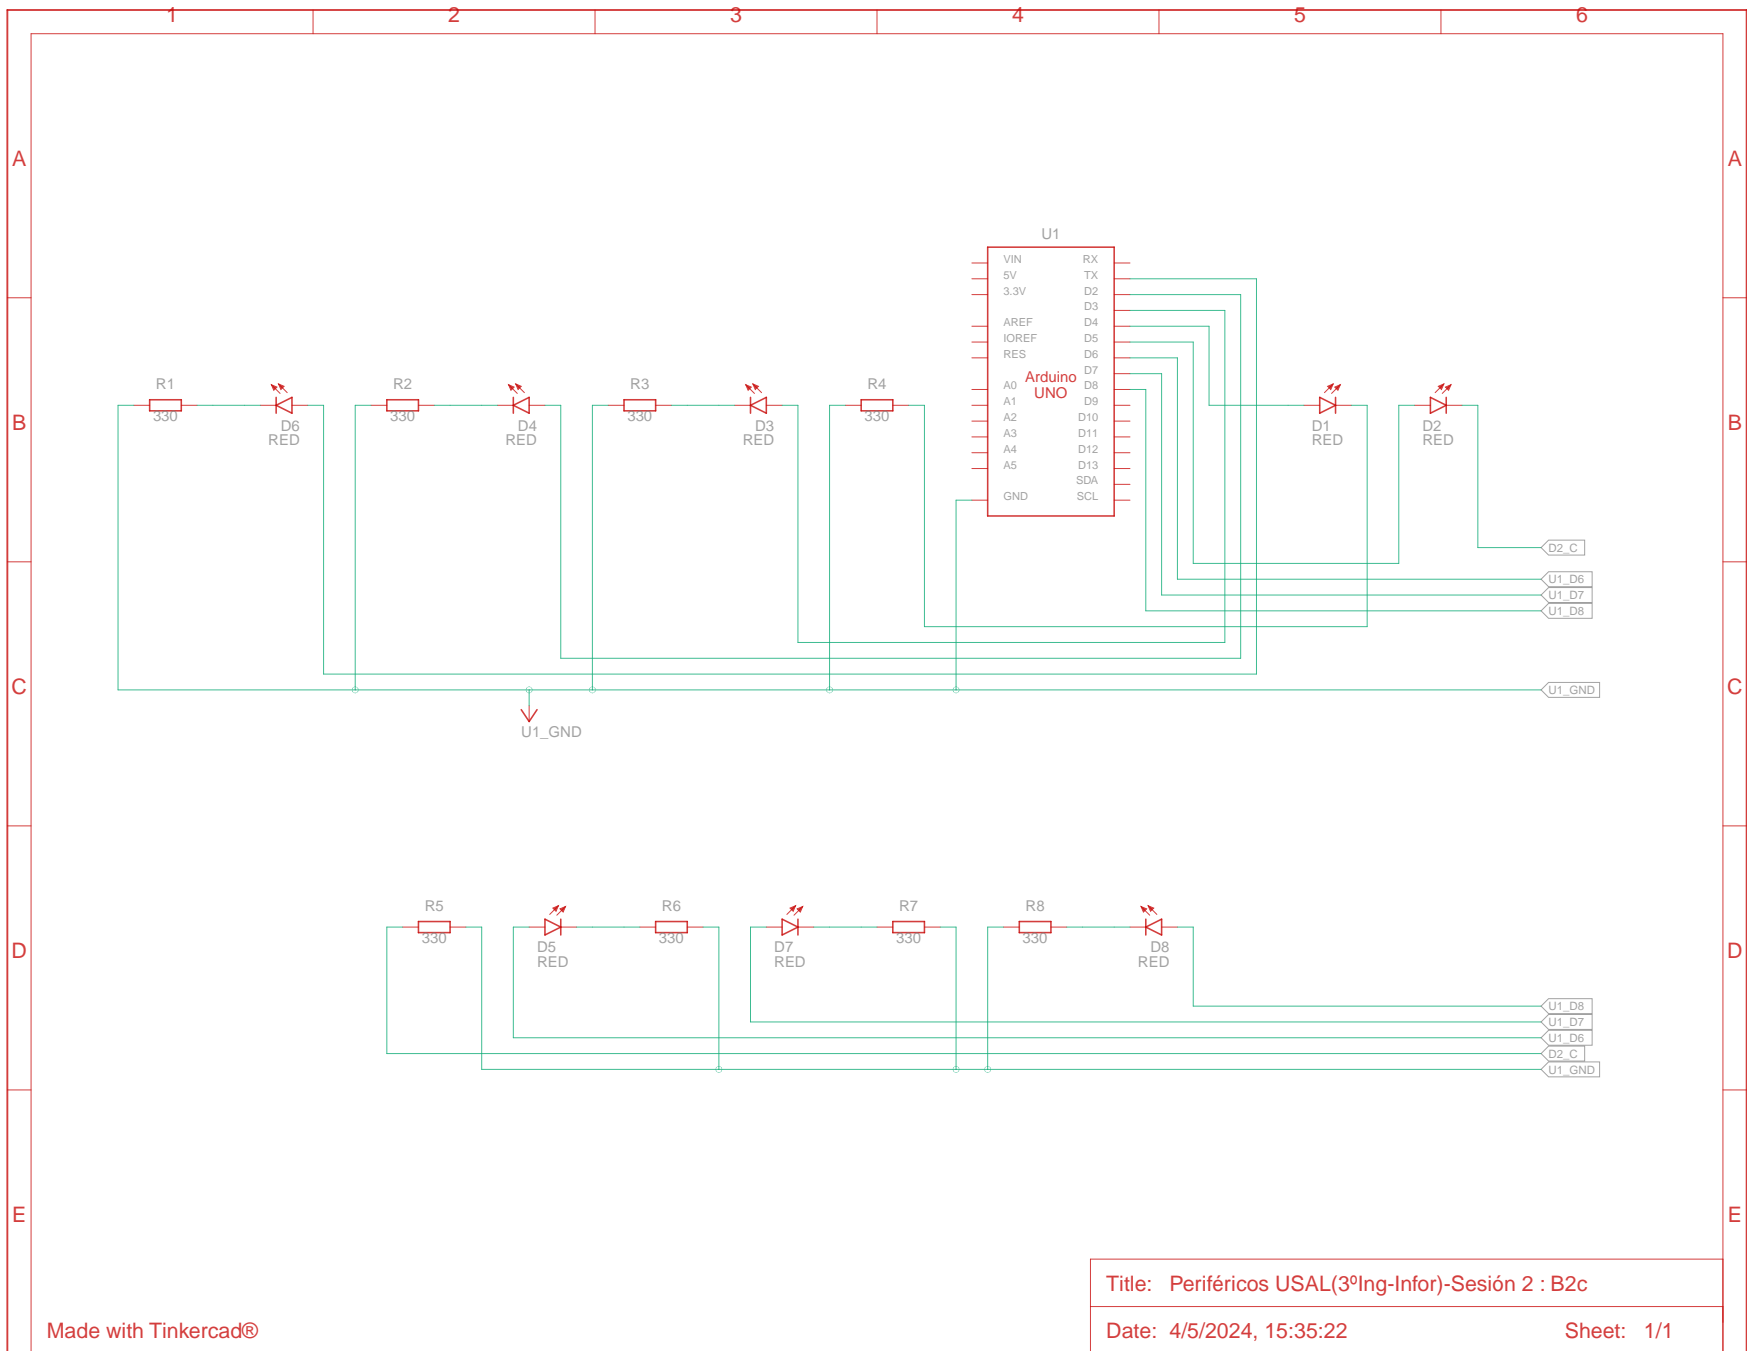 1 2 3 4 5 6
A A
U1
VIN RX
5V TX
3.3V D2
D3
AREF D4
IOREF D5
RES D6
D7
Arduino
UNO
A0 D8
A1 D9
A2 D10
A3 D11
A4 D12
A5 D13
SDA
GND SCL
R1 R2 R3 R4
330 330 330 330
B B
D6 D4 D3 D1 D2
RED RED RED RED RED
D2_C
U1_D6
U1_D7
U1_D8
C C
U1_GND
U1_GND
R5 R6 R7 R8
330 330 330 330
D D
D5 D7 D8
RED RED RED
U1_D8
U1_D7
U1_D6
D2_C
U1_GND
E E
Title: Periféricos USAL(3ºIng-Infor)-Sesión 2 : B2c
Made with Tinkercad®
Date: 4/5/2024, 15:35:22 Sheet: 1/1